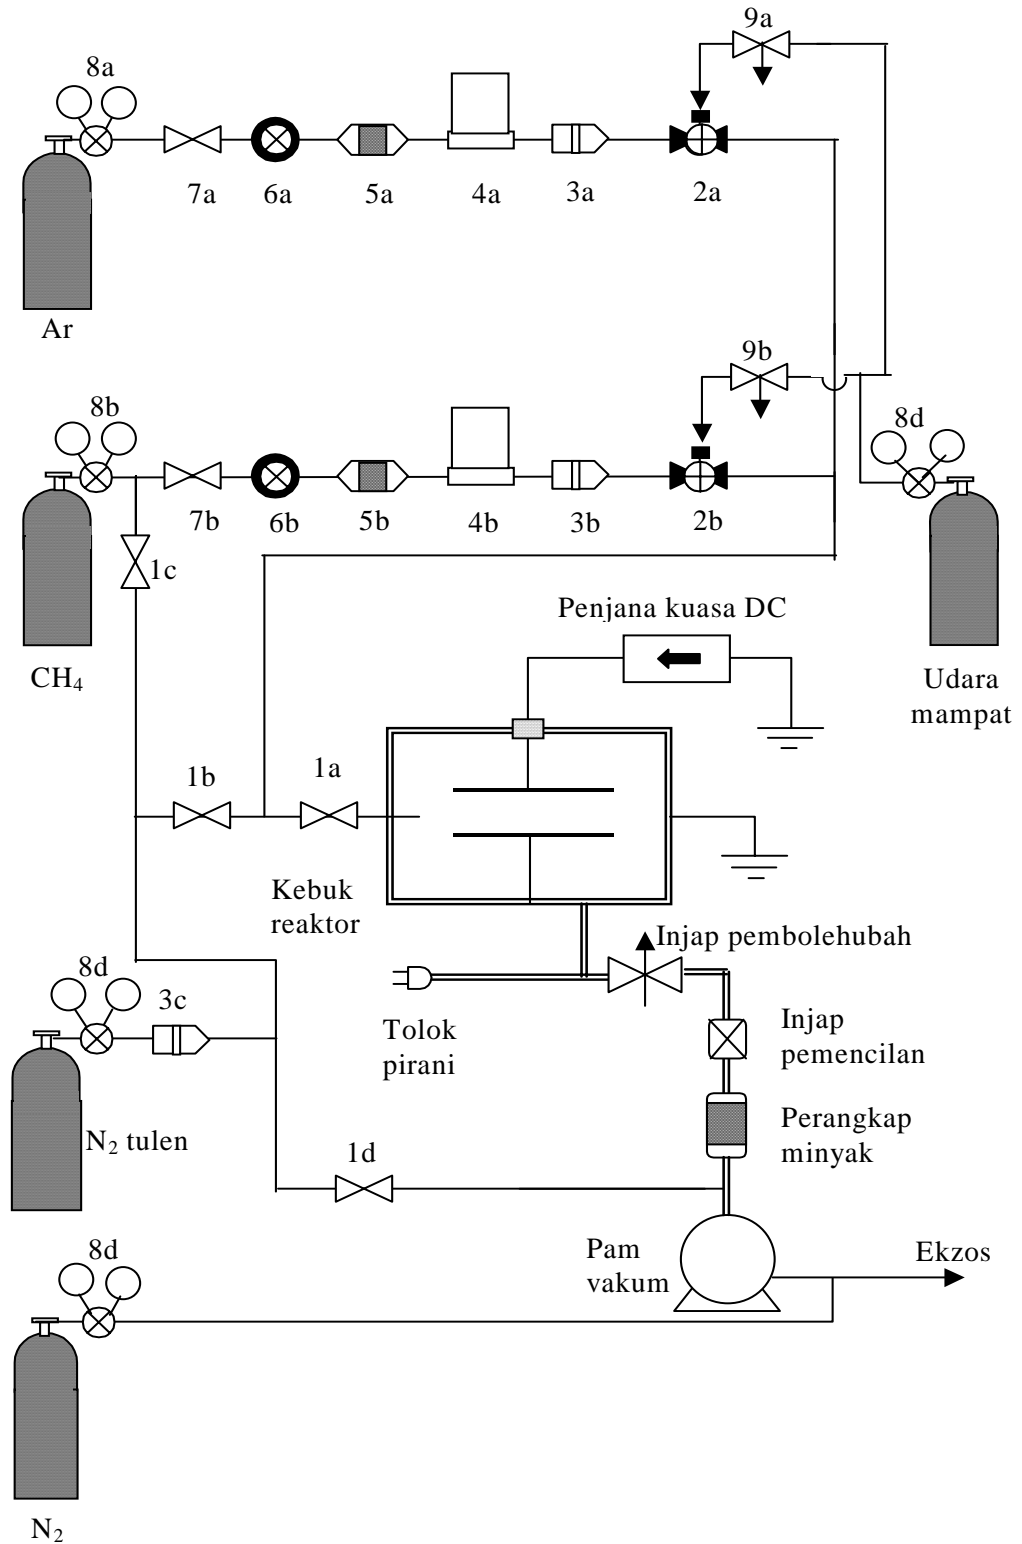 9a
8a
7a
6a
5a
4a
3a
2a
Ar
9b
8b
8d
7b
6b
5b
4b
3b
2b
1c
Penjana kuasa DC
CH₄
Udara
mampat
1b
1a
Kebuk
reaktor
Injap pembolehubah
8d
3c
Tolok
pirani
Injap
pemencilan
N₂ tulen
Perangkap
minyak
1d
8d
Pam
vakum
Ekzos
N₂